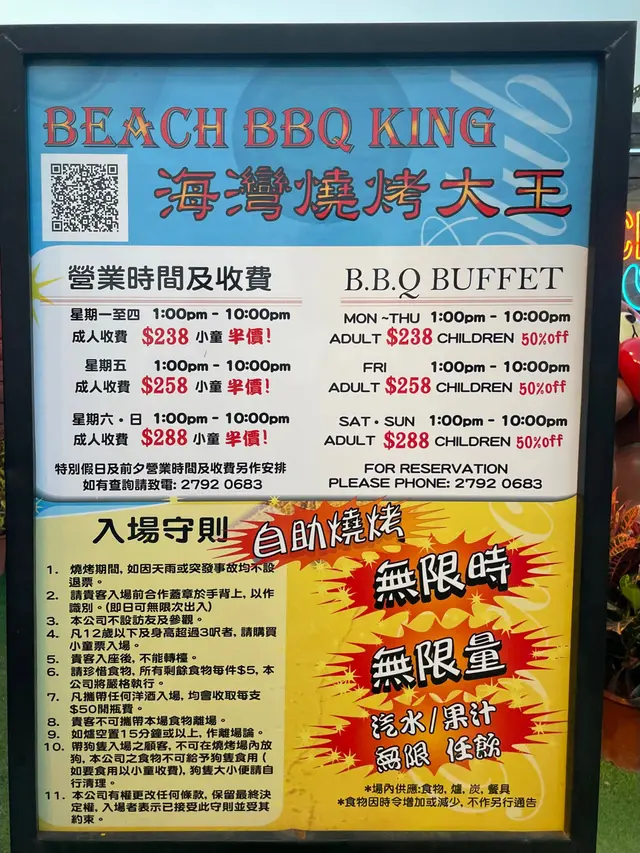 BEACH BBQ KING
海灣燒烤大王
營業時間及收費
星期一至四 1:00pm - 10:00pm
成人收費 $238 小童 半價!
星期五 1:00pm - 10:00pm
成人收費 $258 小童 半價!
星期六・日 1:00pm - 10:00pm
成人收費 $288 小童 半價!
特別假日及前夕營業時間及收費另作安排
如有查詢請致電: 2792 0683
B.B.Q BUFFET
MON ~THU 1:00pm - 10:00pm
ADULT $238 CHILDREN 50%off
FRI 1:00pm - 10:00pm
ADULT $258 CHILDREN 50%off
SAT・SUN 1:00pm - 10:00pm
ADULT $288 CHILDREN 50%off
FOR RESERVATION
PLEASE PHONE: 2792 0683
入場守則
1. 燒烤期間, 如因天雨或突發事故均不設
退票。
2. 請貴客入場前合作蓋章於手背上, 以作
識別。(即日可無限次出入)
3. 本公司不設訪友及參觀。
4. 凡12歲以下及身高超過3呎者, 請購買
小童票入場。
5. 貴客入座後, 不能轉檯。
6. 請珍惜食物, 所有剩餘食物每件$5, 本
公司將嚴格執行。
7. 凡攜帶任何洋酒入場, 均會收取每支
$50開瓶費。
8. 貴客不可攜帶本場食物離場。
9. 如爐空置15分鐘或以上, 作離場論。
10. 帶狗隻入場之顧客, 不可在燒烤場內放
狗, 本公司之食物不可給予狗隻食用 (
如要食用以小童收費), 狗隻大小便請自
行清理。
11. 本公司有權更改任何條款, 保留最終決
定權, 入場者表示已接受此守則並受其
約束。
自助燒烤
無限時
無限量
汽水/果汁
無限 任飲
*場內供應:食物, 爐, 炭, 餐具
*食物因時令增加或減少, 不作另行通告